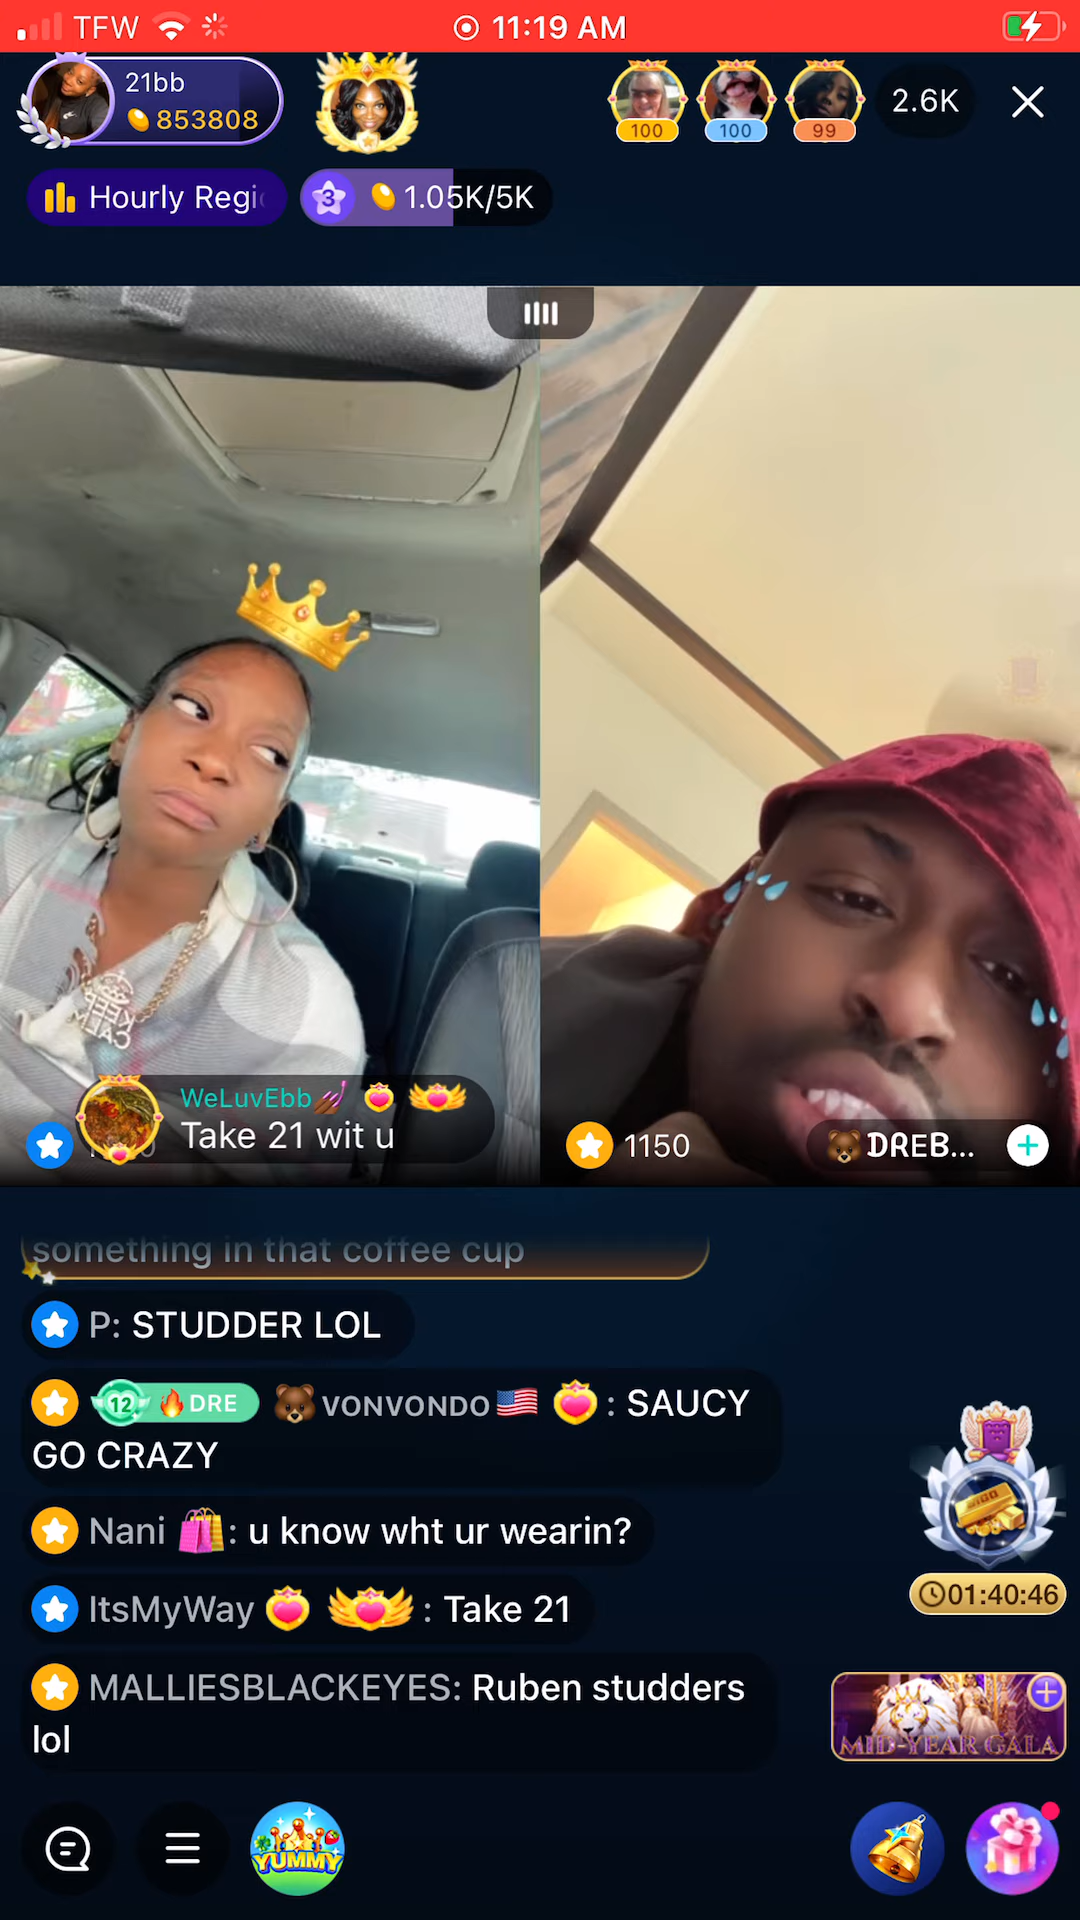 TFW
11:19 AM
21bb
853808
100
100
99
2.6K
Hourly Regi
3
1.05K/5K
WeLuvEbb
Take 21 wit u
1150
DREB...
something in that coffee cup
P: STUDDER LOL
12 DRE VONVONDO : SAUCY
GO CRAZY
Nani : u know wht ur wearin?
ItsMyWay : Take 21
01:40:46
MALLIESBLACKEYES: Ruben studders
lol
MID-YEAR GALA
YUMMY